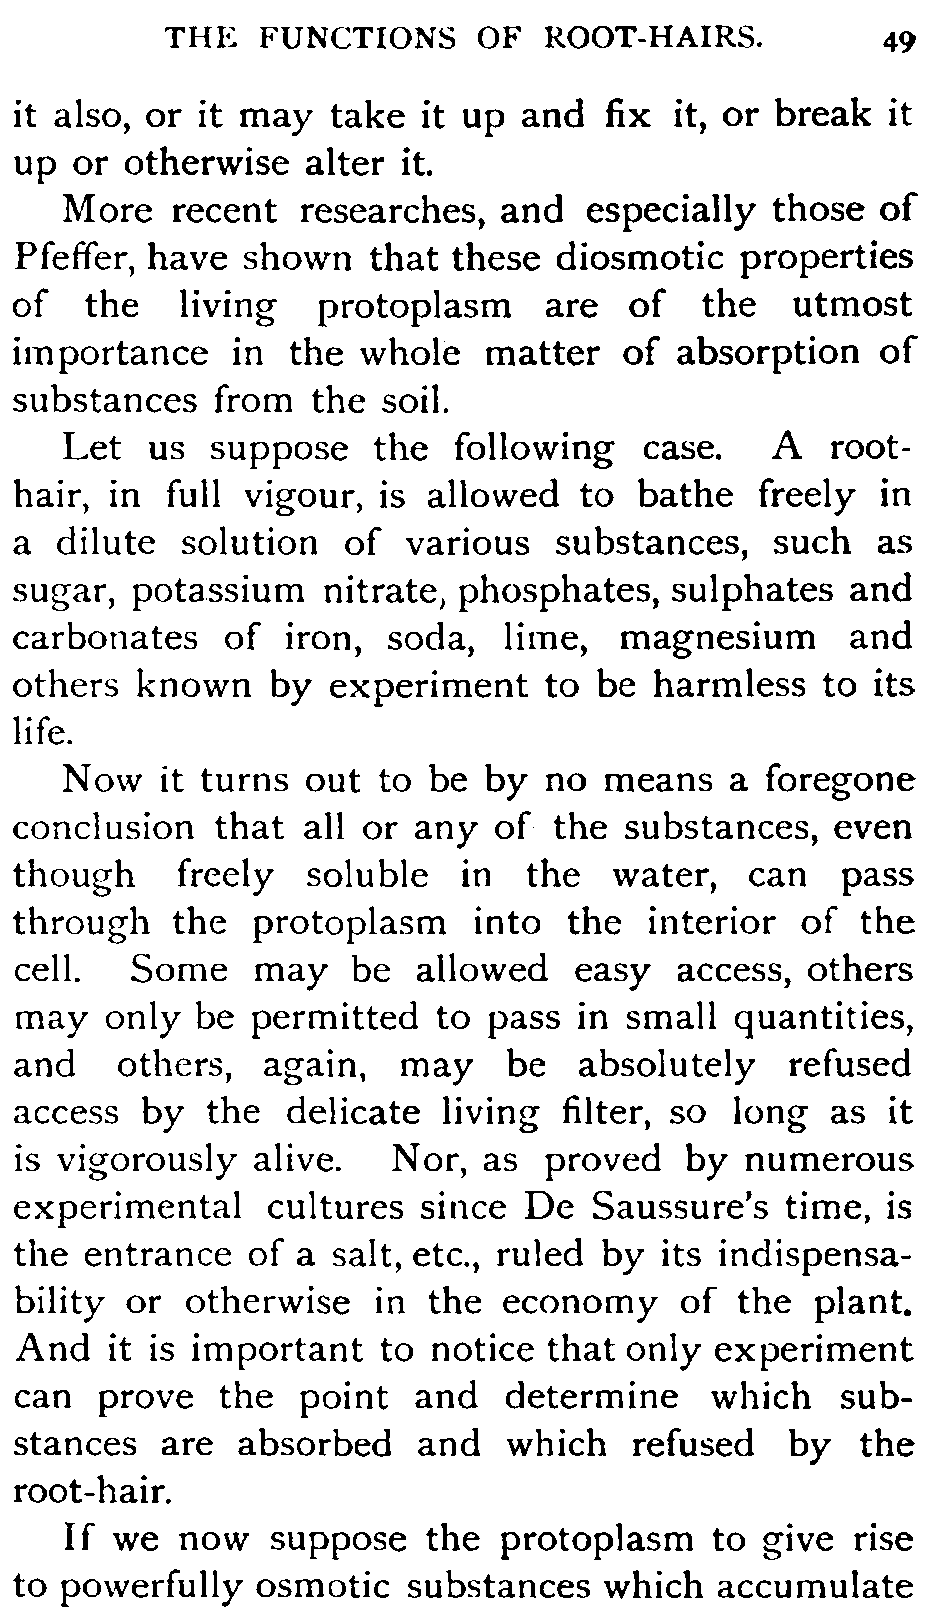 THE FUNCTIONS OF ROOT-HAIRS. 49
it also, or it may take it up and fix it, or break it
up or otherwise alter it.
More recent researches, and especially those of
Pfeffer, have shown that these diosmotic properties
of the living protoplasm are of the utmost
importance in the whole matter of absorption of
substances from the soil.
Let us suppose the following case. A root-
hair, in full vigour, is allowed to bathe freely in
a dilute solution of various substances, such as
sugar, potassium nitrate, phosphates, sulphates and
carbonates of iron, soda, lime, magnesium and
others known by experiment to be harmless to its
life.
Now it turns out to be by no means a foregone
conclusion that all or any of the substances, even
though freely soluble in the water, can pass
through the protoplasm into the interior of the
cell. Some may be allowed easy access, others
may only be permitted to pass in small quantities,
and others, again, may be absolutely refused
access by the delicate living filter, so long as it
is vigorously alive. Nor, as proved by numerous
experimental cultures since De Saussure's time, is
the entrance of a salt, etc., ruled by its indispensa-
bility or otherwise in the economy of the plant.
And it is important to notice that only experiment
can prove the point and determine which sub-
stances are absorbed and which refused by the
root-hair.
If we now suppose the protoplasm to give rise
to powerfully osmotic substances which accumulate